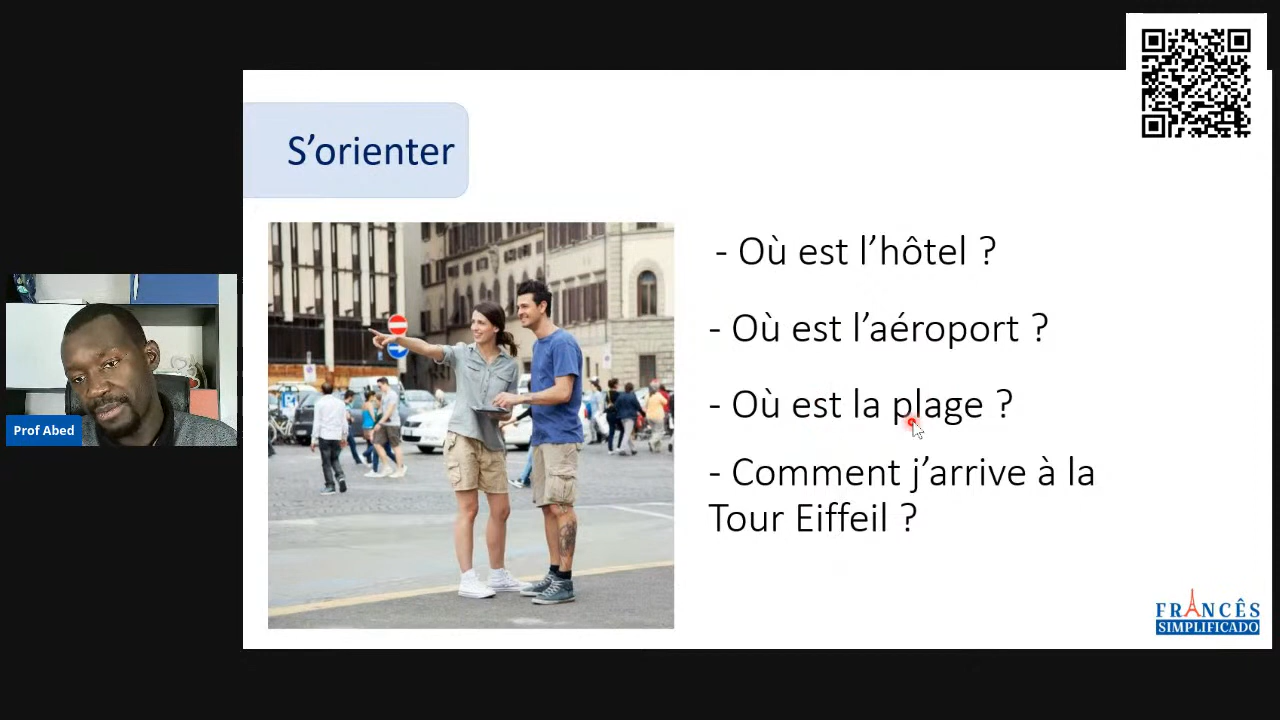 S’orienter
- Où est l’hôtel ?
- Où est l’aéroport ?
- Où est la plage ?
- Comment j’arrive à la
Tour Eiffeil ?
Prof Abed
FRANCÊS
SIMPLIFICADO